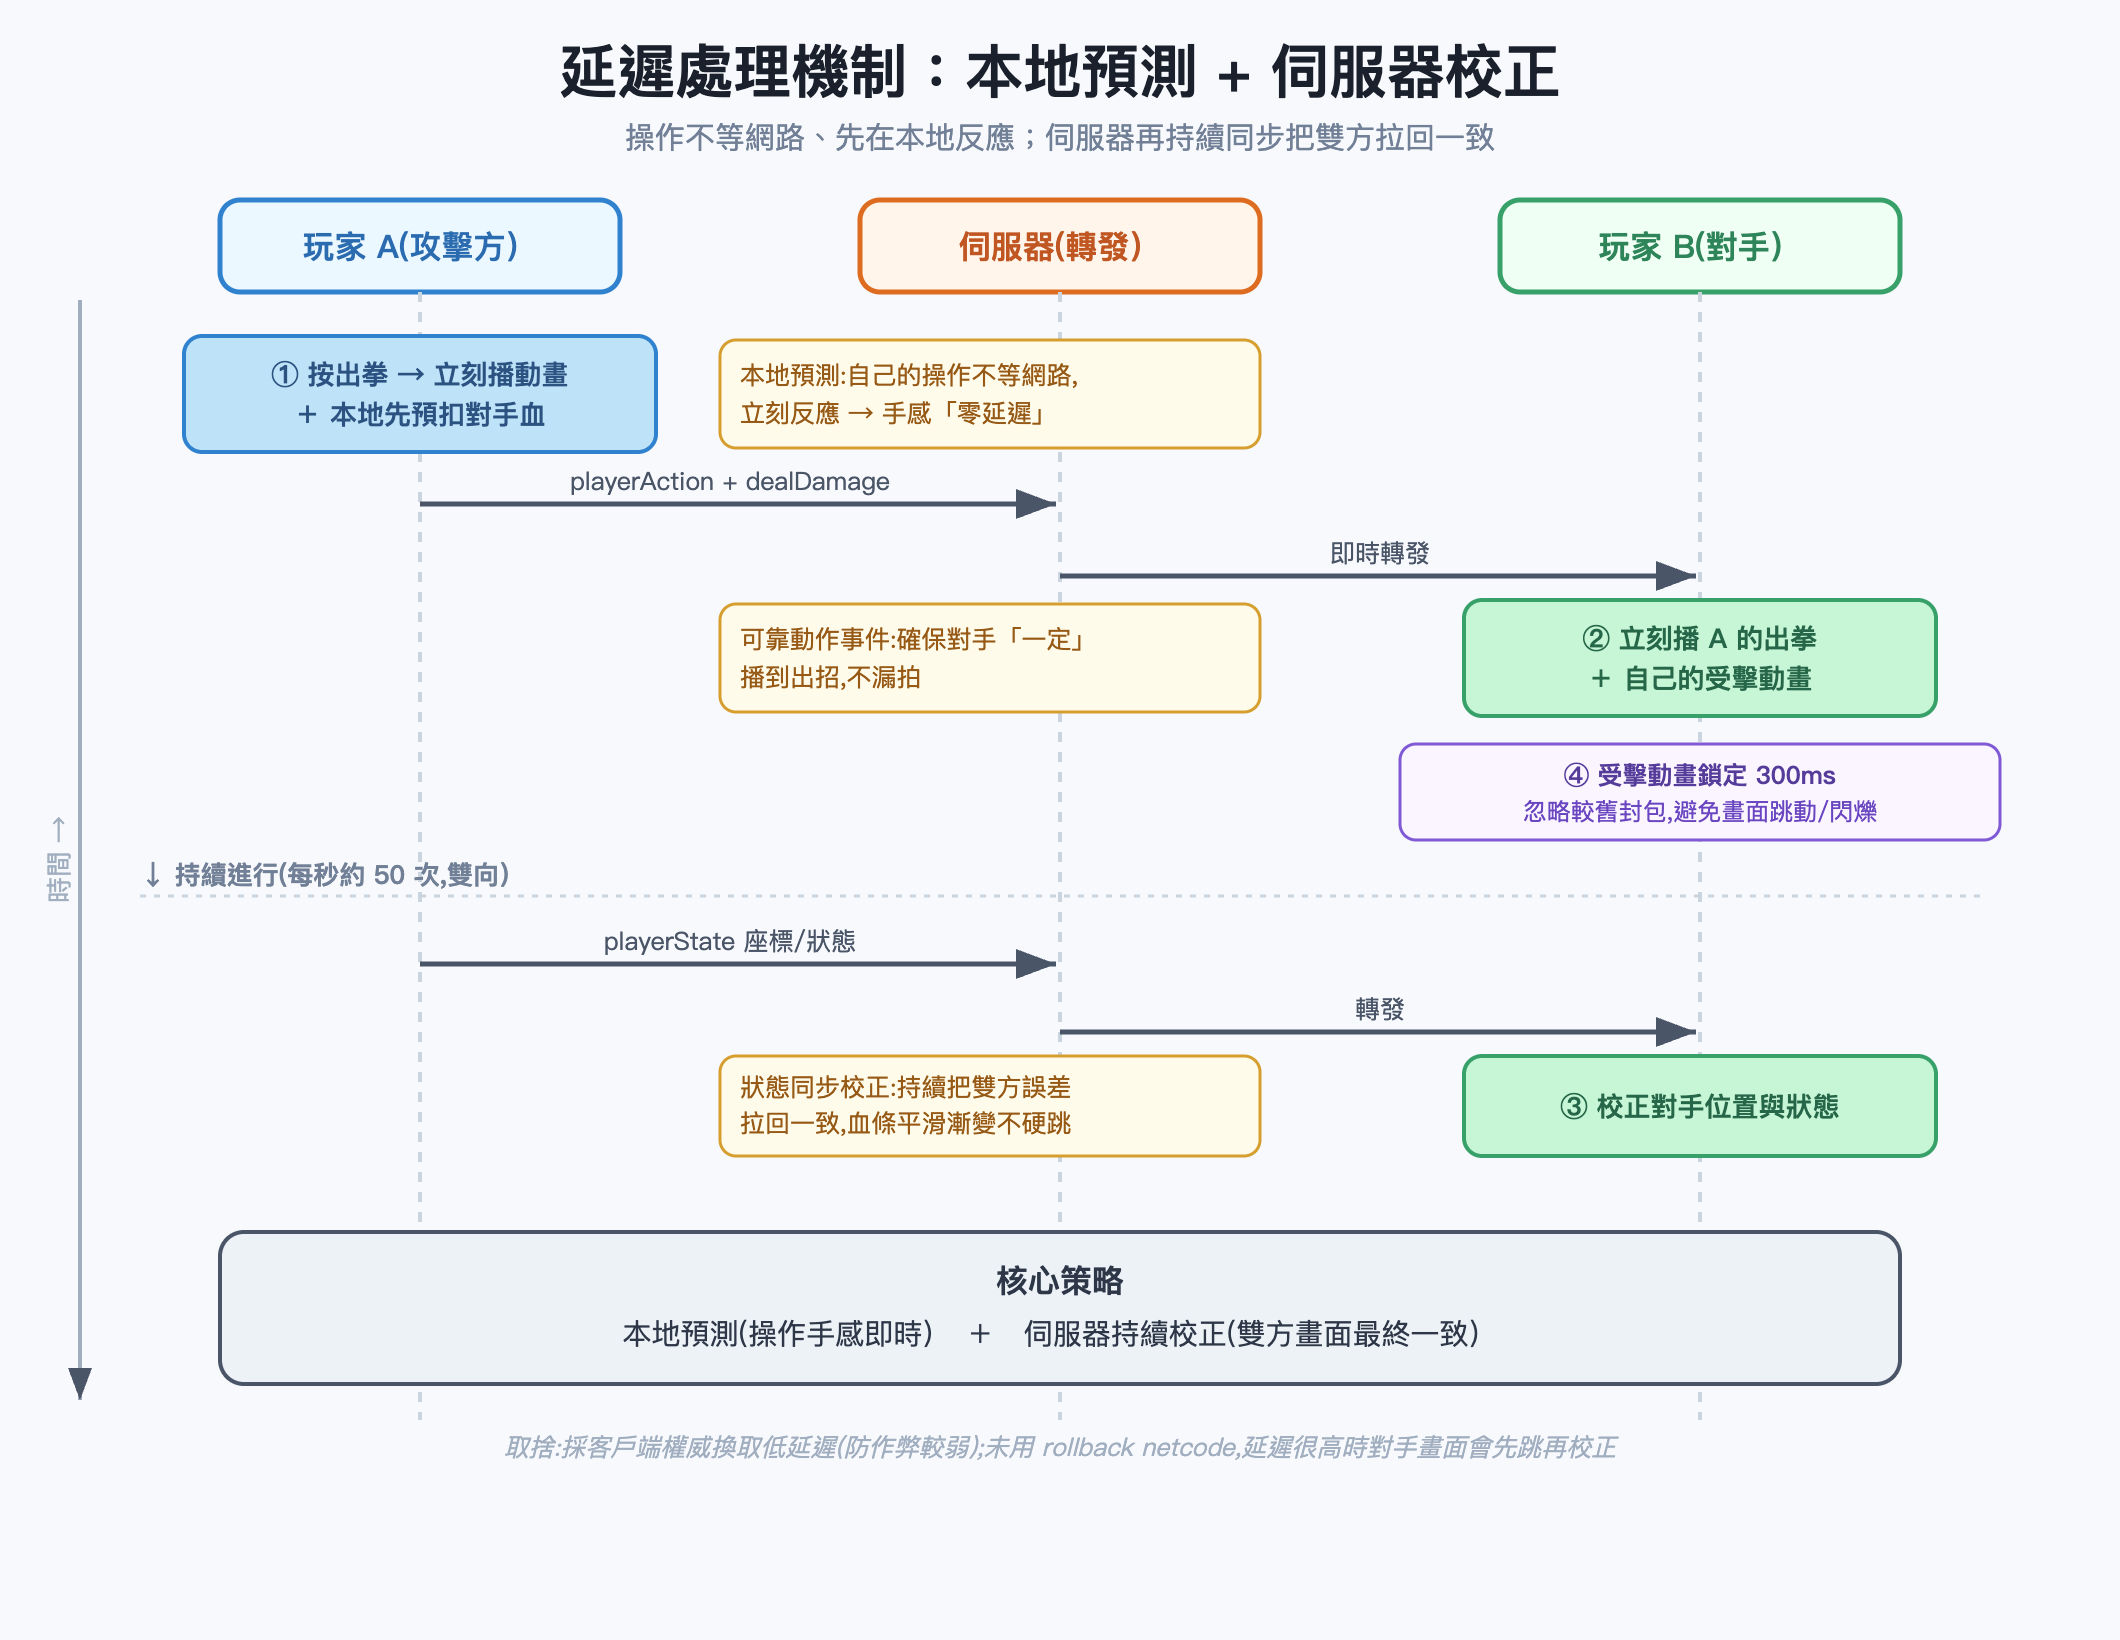 延遲處理機制：本地預測 + 伺服器校正
操作不等網路、先在本地反應；伺服器再持續同步把雙方拉回一致
玩家 A(攻擊方)
伺服器(轉發)
玩家 B(對手)
① 按出拳 → 立刻播動畫
+ 本地先預扣對手血
本地預測:自己的操作不等網路,
立刻反應 → 手感「零延遲」
playerAction + dealDamage
即時轉發
可靠動作事件:確保對手「一定」
播到出招,不漏拍
② 立刻播 A 的出拳
+ 自己的受擊動畫
④ 受擊動畫鎖定 300ms
忽略較舊封包,避免畫面跳動/閃爍
時間 →
↓ 持續進行(每秒約 50 次,雙向)
playerState 座標/狀態
轉發
狀態同步校正:持續把雙方誤差
拉回一致,血條平滑漸變不硬跳
③ 校正對手位置與狀態
核心策略
本地預測(操作手感即時) + 伺服器持續校正(雙方畫面最終一致)
取捨:採客戶端權威換取低延遲(防作弊較弱);未用 rollback netcode,延遲很高時對手畫面會先跳再校正